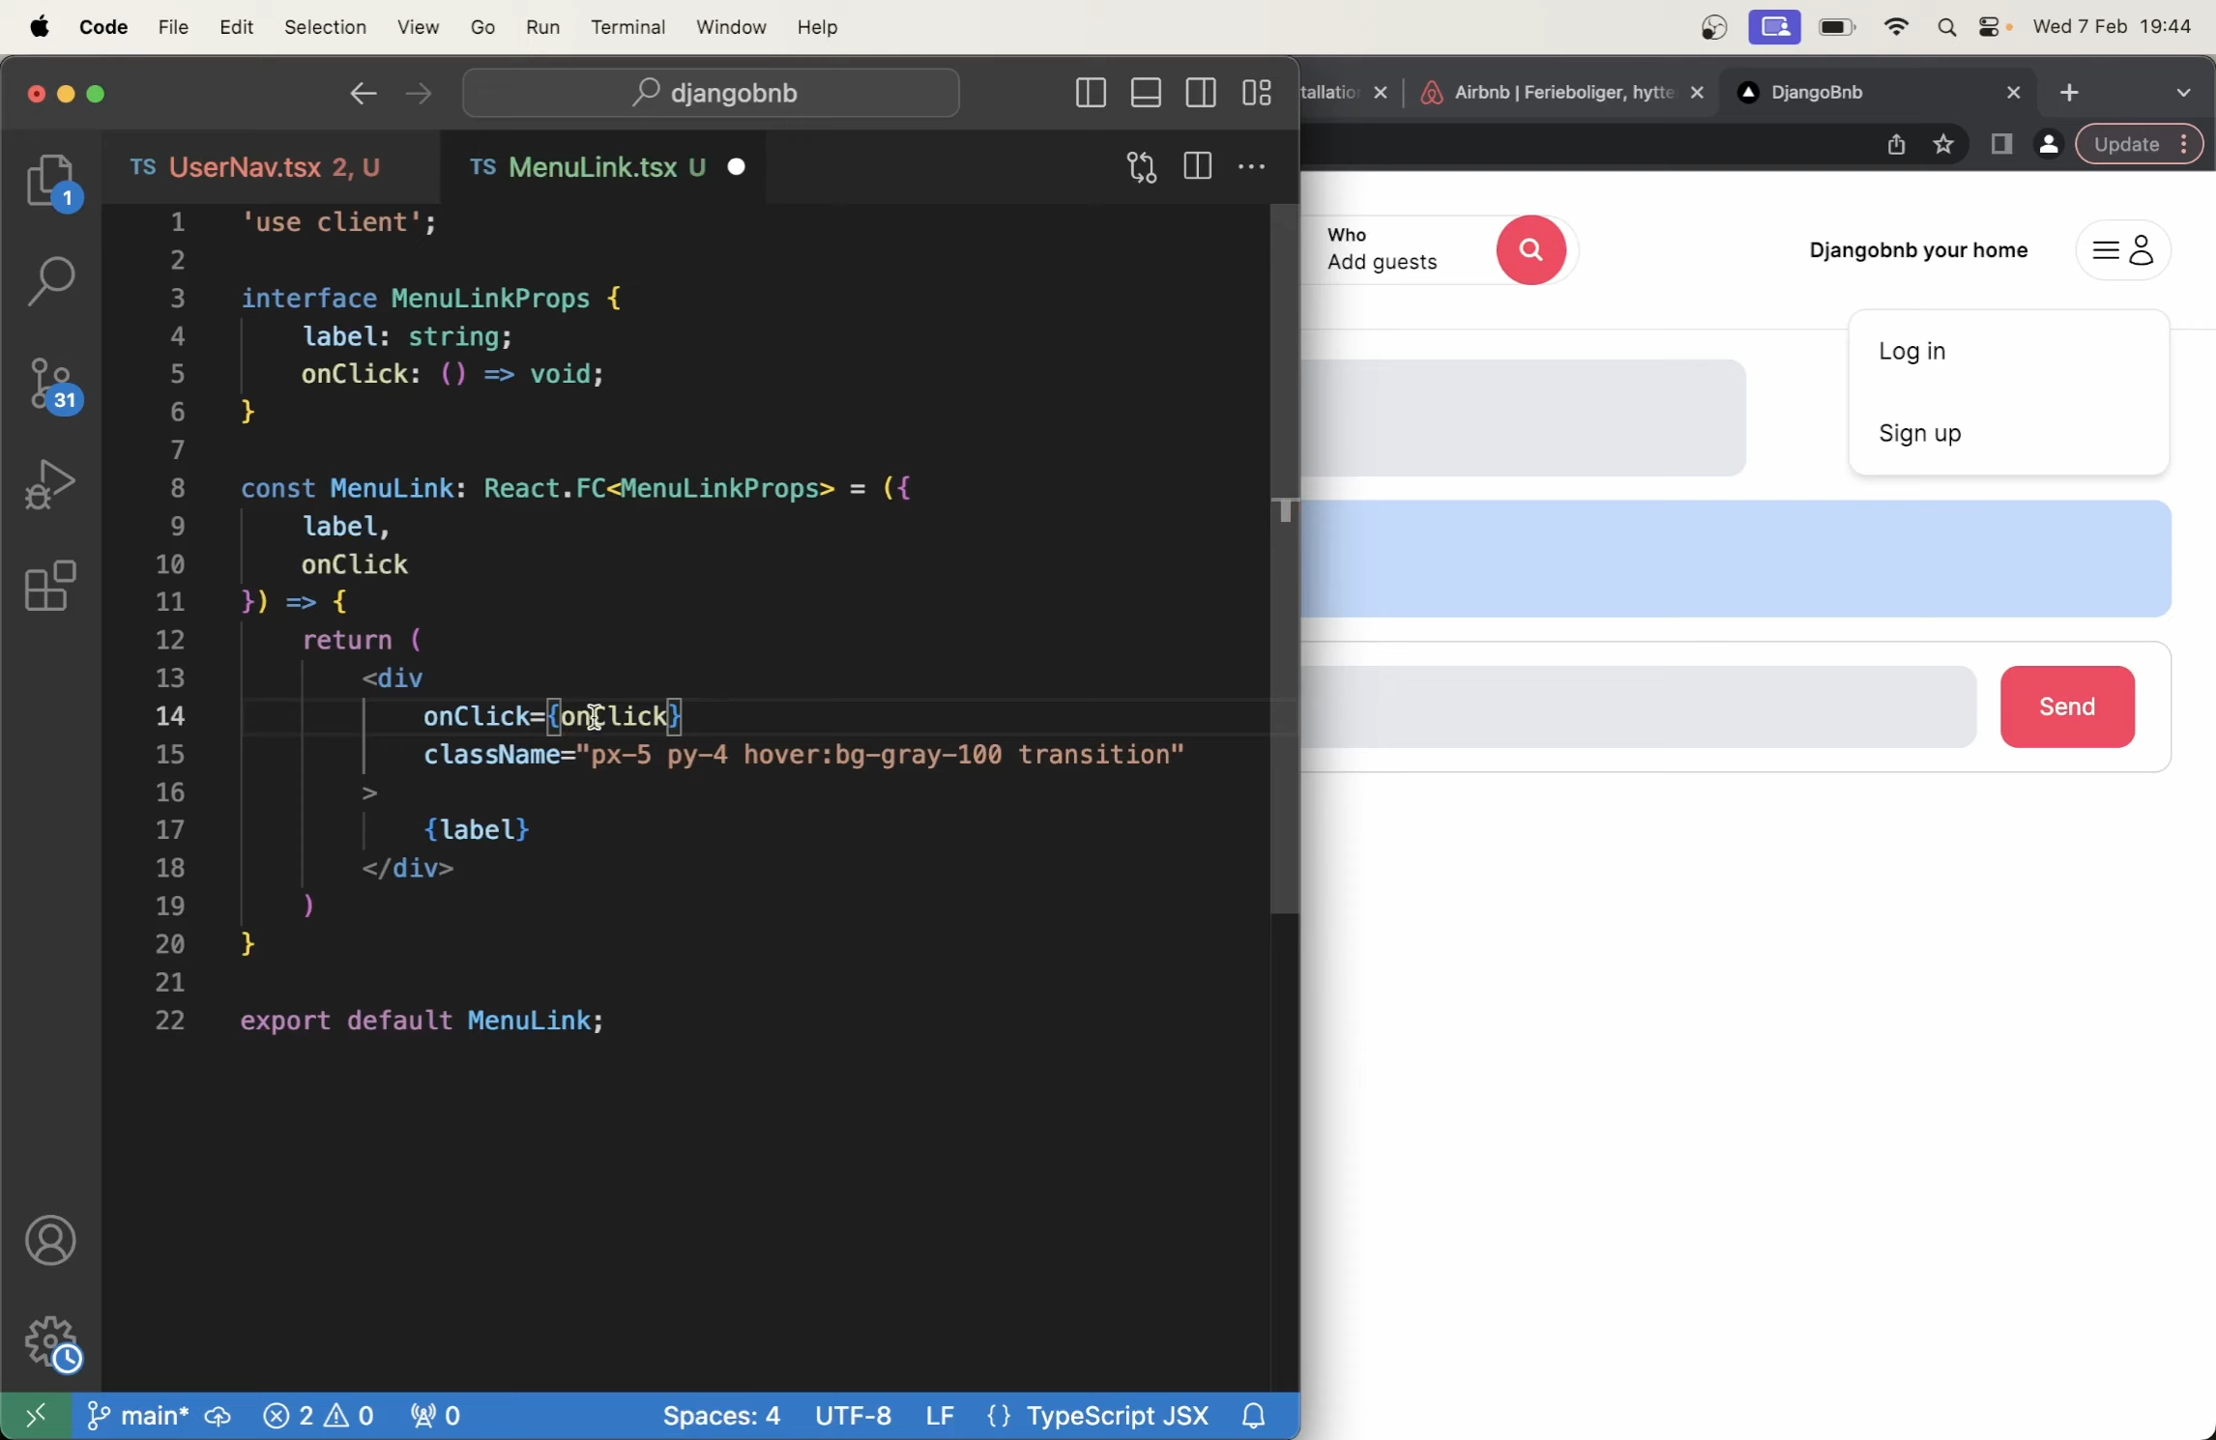 Code File Edit Selection View Go Run Terminal Window Help Wed 7 Feb 19:44
djangobnb
tallation Airbnb | Ferieboliger, hytte DjangoBnb
Update
TS UserNav.tsx 2, U TS MenuLink.tsx U
1
31
1 'use client';
2
3 interface MenuLinkProps {
4 label: string;
5 onClick: () => void;
6 }
7
8 const MenuLink: React.FC<MenuLinkProps> = ({
9 label,
10 onClick
11 }) => {
12 return (
13 <div
14 onClick={onClick}
15 className="px-5 py-4 hover:bg-gray-100 transition"
16 >
17 {label}
18 </div>
19 )
20 }
21
22 export default MenuLink;
Who
Add guests
Djangobnb your home
Log in
Sign up
Send
main* 2 0 0 Spaces: 4 UTF-8 LF {} TypeScript JSX